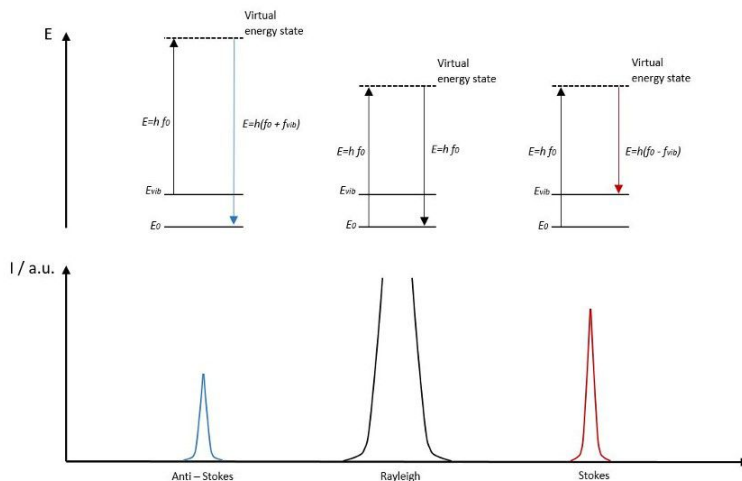 E
Virtual
energy state
E=h f0
E=h(f0 + fvib)
Evib
E0
Virtual
energy state
E=h f0
E=h f0
Evib
E0
Virtual
energy state
E=h f0
E=h(f0 - fvib)
Evib
E0
I / a.u.
Anti – Stokes
Rayleigh
Stokes